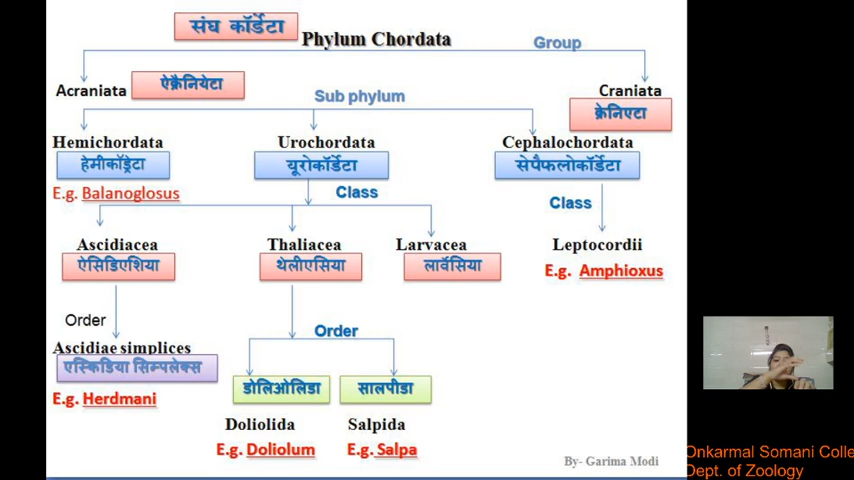 संघ कॉर्डेटा
Phylum Chordata
Group
Acraniata
ऐक्रैनियेटा
Craniata
क्रेनिएटा
Sub phylum
Hemichordata
Urochordata
Cephalochordata
हेमीकॉड्रेटा
यूरोकॉर्डेटा
सेपैफलोकॉर्डेटा
E.g. Balanoglosus
Class
Class
Ascidiacea
Thaliacea
Larvacea
Leptocordii
ऐसिडिएशिया
थेलीएसिया
लार्वेसिया
E.g. Amphioxus
Order
Order
Ascidiae simplices
एस्किडिया सिम्पलेक्स
डोलिओलिडा
सालपीडा
E.g. Herdmani
Doliolida
Salpida
E.g. Doliolum
E.g. Salpa
By- Garima Modi
Onkarmal Somani Colle
Dept. of Zoology